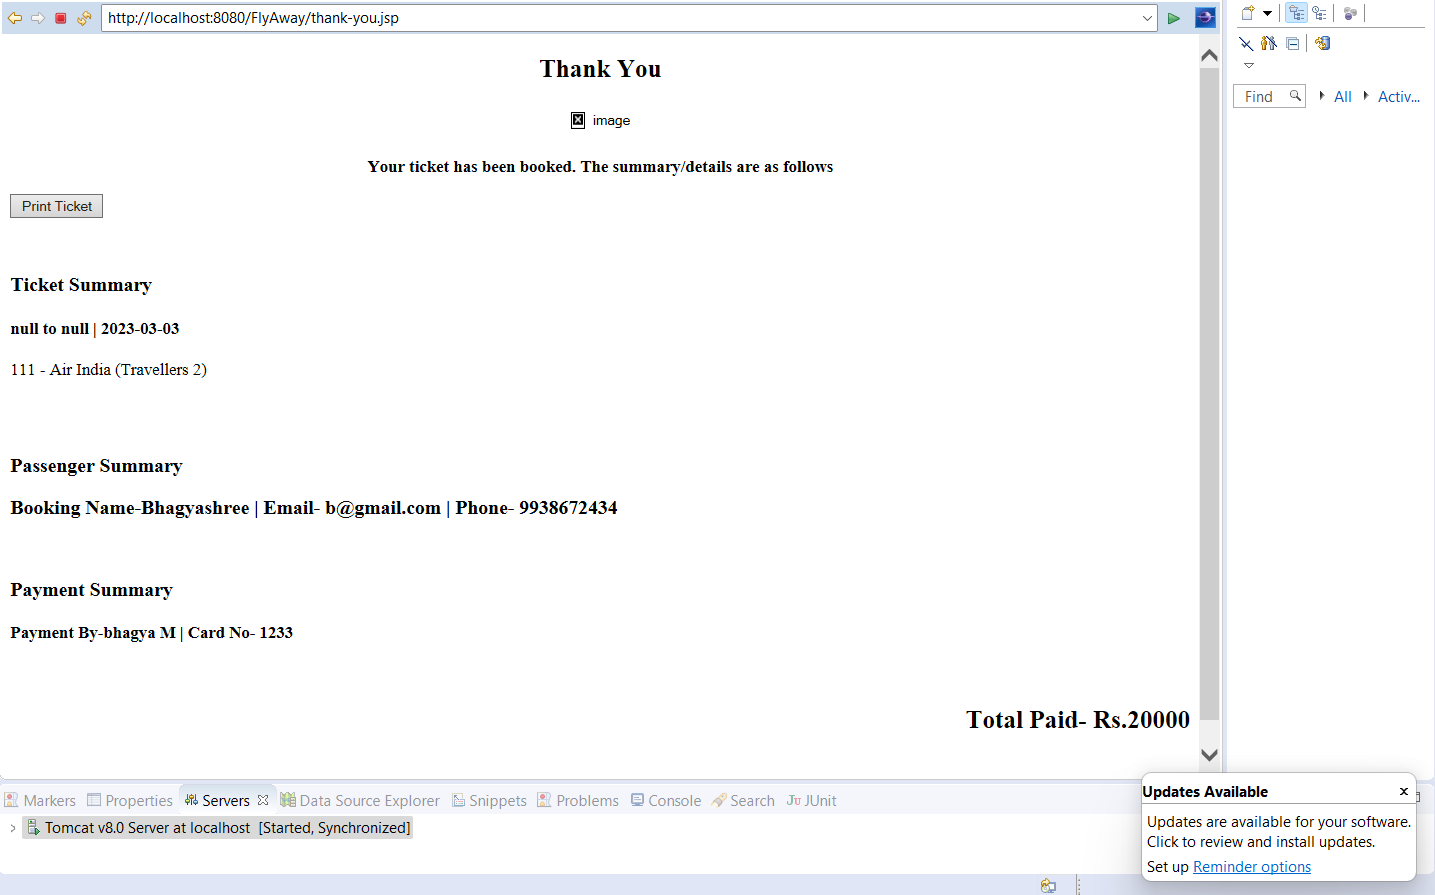 http://localhost:8080/FlyAway/thank-you.jsp
Thank You
image
Your ticket has been booked. The summary/details are as follows
Print Ticket
Ticket Summary
null to null | 2023-03-03
111 - Air India (Travellers 2)
Passenger Summary
Booking Name-Bhagyashree | Email- b@gmail.com | Phone- 9938672434
Payment Summary
Payment By-bhagya M | Card No- 1233
Total Paid- Rs.20000
Find All Activ...
Markers Properties Servers Data Source Explorer Snippets Problems Console Search Ju JUnit
Tomcat v8.0 Server at localhost [Started, Synchronized]
Updates Available
Updates are available for your software.
Click to review and install updates.
Set up Reminder options